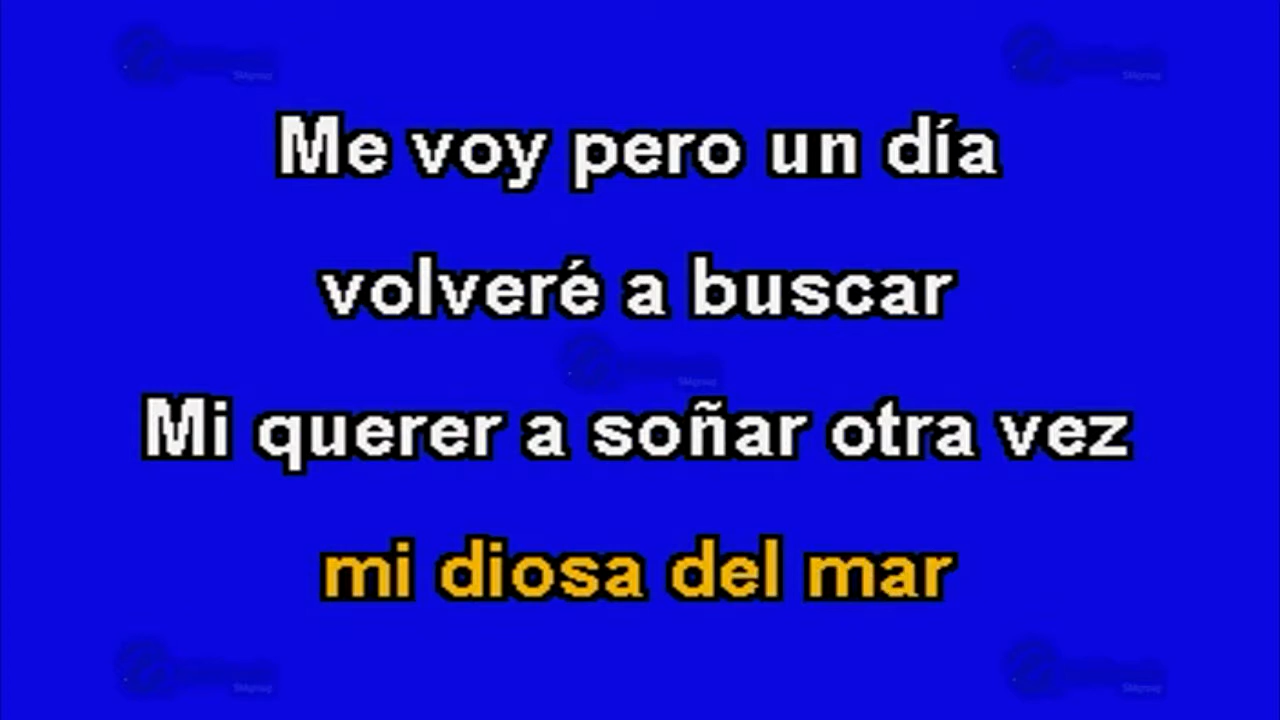 Me voy pero un día
volveré a buscar
Mi querer a soñar otra vez
mi diosa del mar